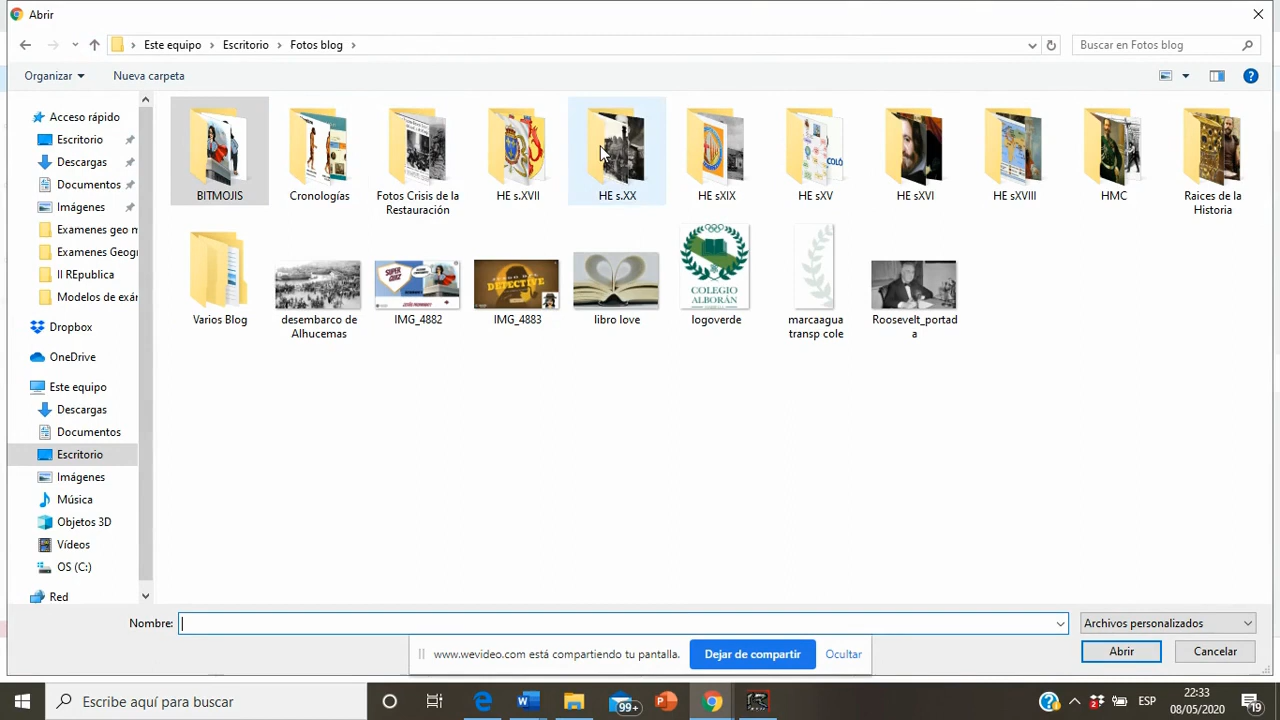 Abrir
Este equipo
Escritorio
Fotos blog
Buscar en Fotos blog
Organizar
Nueva carpeta
Acceso rápido
Escritorio
Descargas
Documentos
Imágenes
Examenes geo m
Examenes Geogr
II REpublica
Modelos de exár
Dropbox
OneDrive
Este equipo
Descargas
Documentos
Escritorio
Imágenes
Música
Objetos 3D
Vídeos
OS (C:)
Red
BITMOJIS
Cronologías
Fotos Crisis de la
Restauración
HE s.XVII
HE s.XX
HE sXIX
HE sXV
HE sXVI
HE sXVIII
HMC
Raices de la
Historia
Varios Blog
desembarco de
Alhucemas
IMG_4882
IMG_4883
libro love
COLEGIO
ALBORÁN
logoverde
marcaagua
transp cole
Roosevelt_portad
a
Nombre:
Archivos personalizados
Abrir
Cancelar
www.wevideo.com está compartiendo tu pantalla.
Dejar de compartir
Ocultar
Escribe aquí para buscar
99+
ESP
22:33
08/05/2020
19